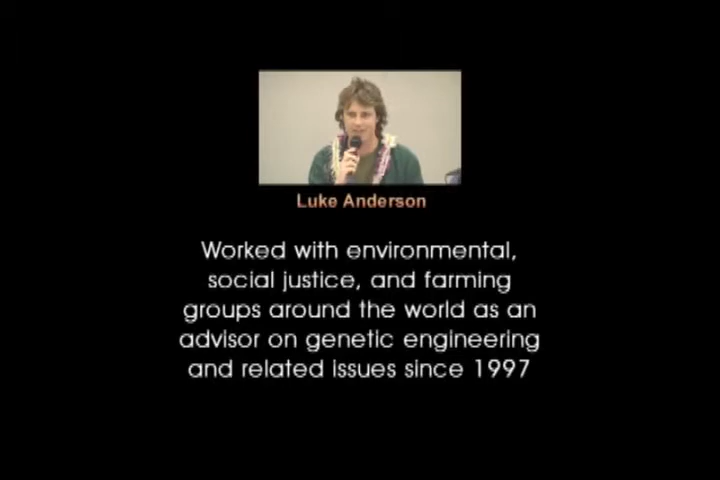 Luke Anderson
Worked with environmental,
social justice, and farming
groups around the world as an
advisor on genetic engineering
and related issues since 1997